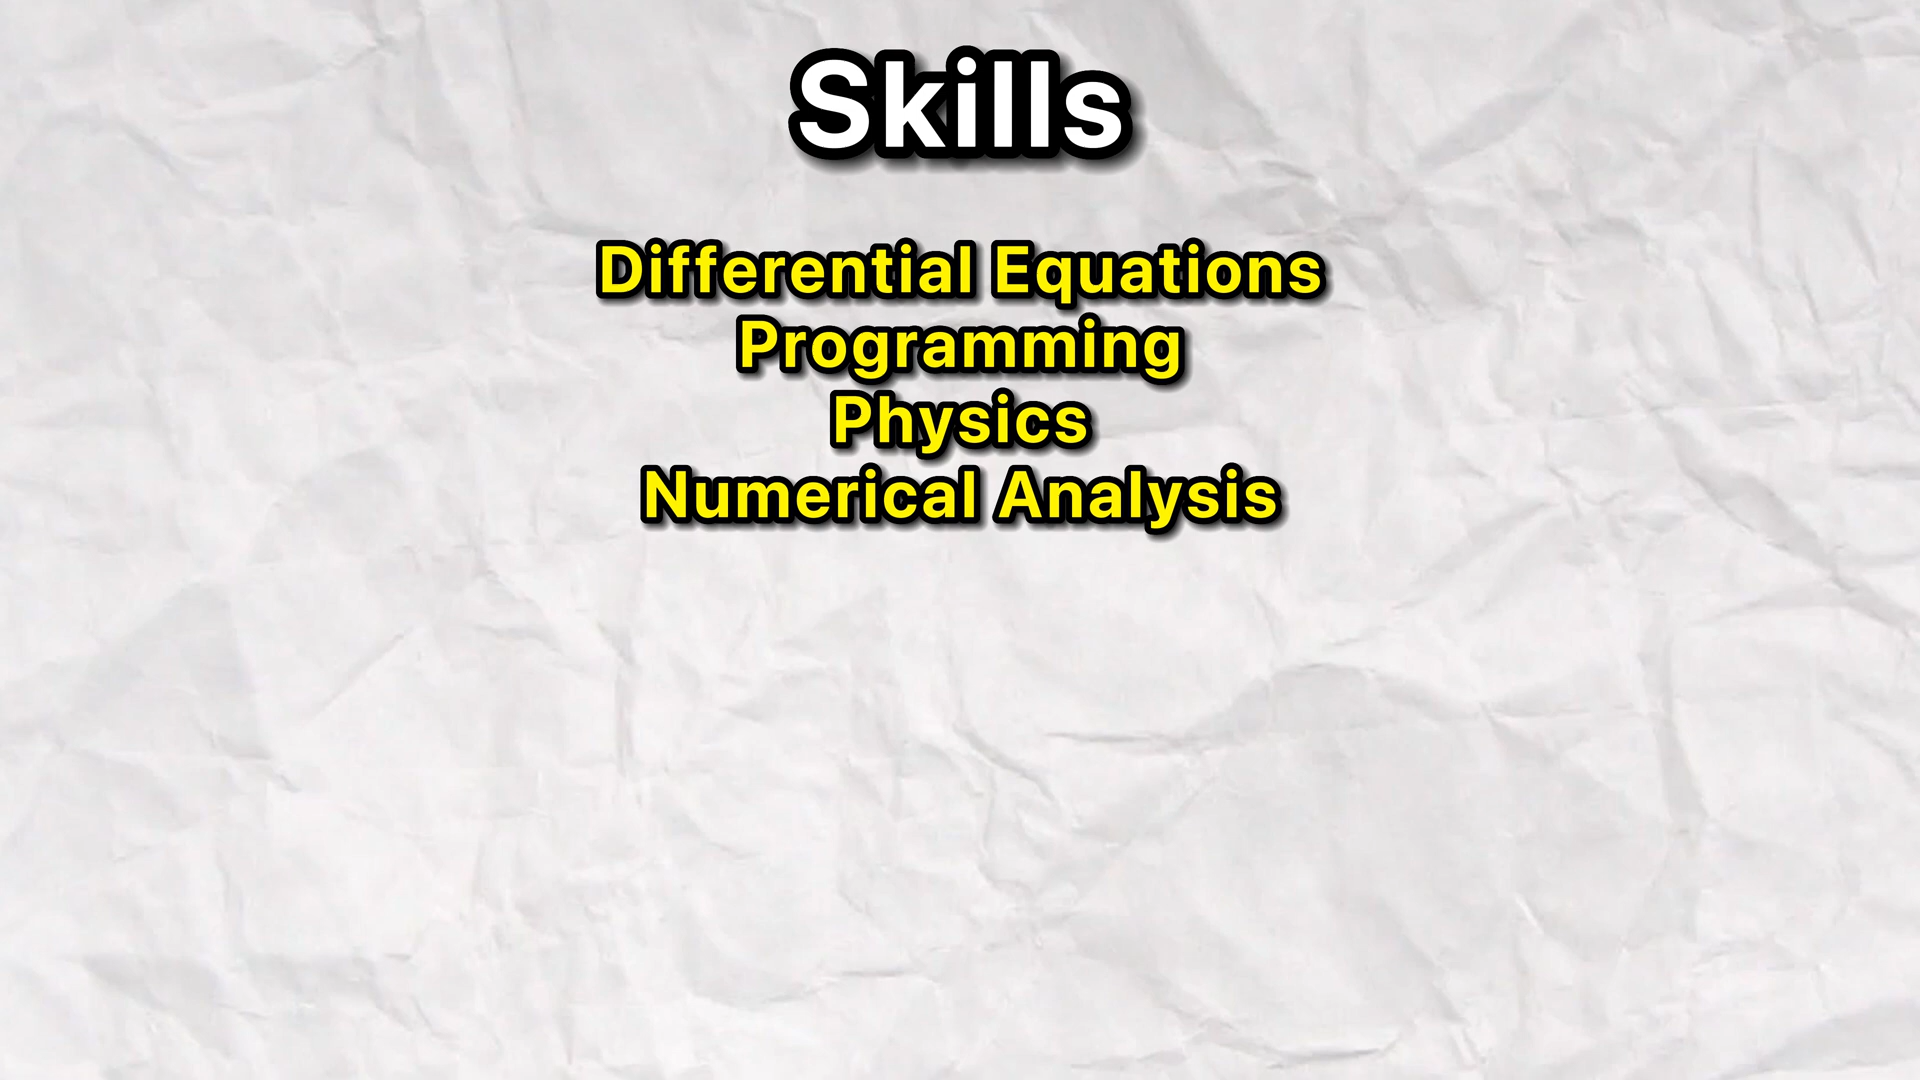 Skills
Differential Equations
Programming
Physics
Numerical Analysis